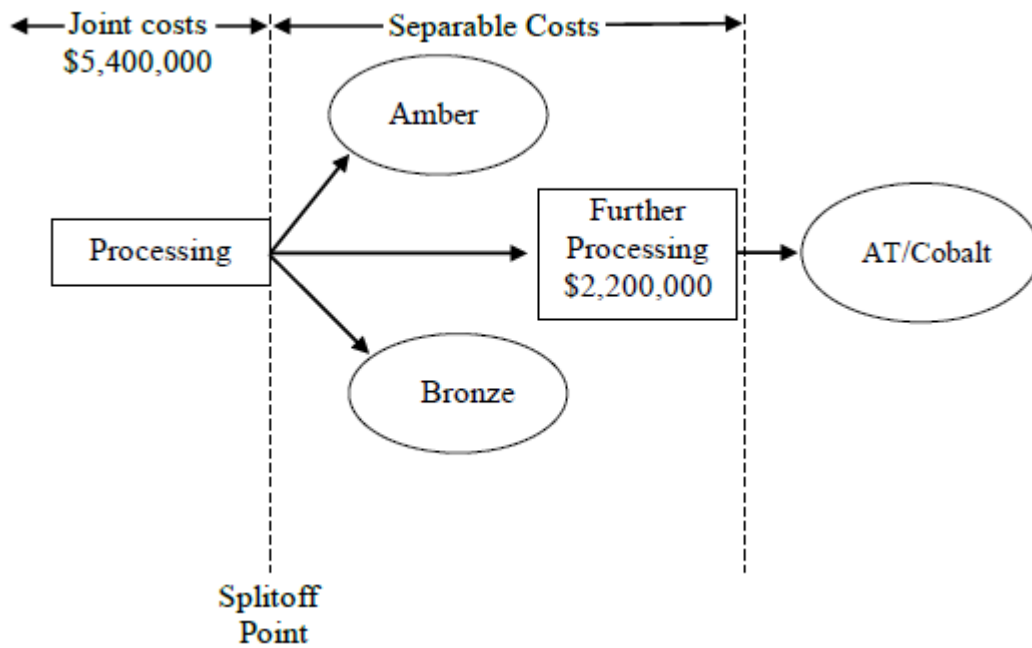 Joint costs
$5,400,000
Separable Costs
Amber
Processing
Further
Processing
$2,200,000
AT/Cobalt
Bronze
Splitoff
Point